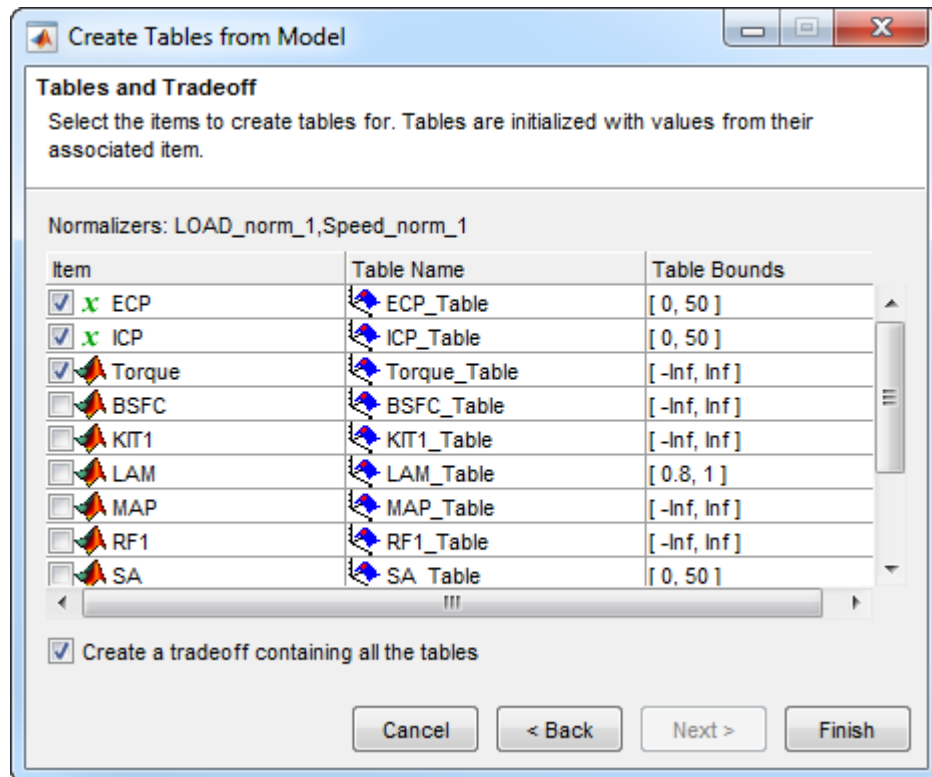 Create Tables from Model
Tables and Tradeoff
Select the items to create tables for. Tables are initialized with values from their
associated item.
Normalizers: LOAD_norm_1,Speed_norm_1
Item Table Name Table Bounds
x ECP ECP_Table [ 0, 50 ]
x ICP ICP_Table [ 0, 50 ]
Torque Torque_Table [ -Inf, Inf ]
BSFC BSFC_Table [ -Inf, Inf ]
KIT1 KIT1_Table [ -Inf, Inf ]
LAM LAM_Table [ 0.8, 1 ]
MAP MAP_Table [ -Inf, Inf ]
RF1 RF1_Table [ -Inf, Inf ]
SA SA_Table [ 0, 50 ]
Create a tradeoff containing all the tables
Cancel < Back Next > Finish